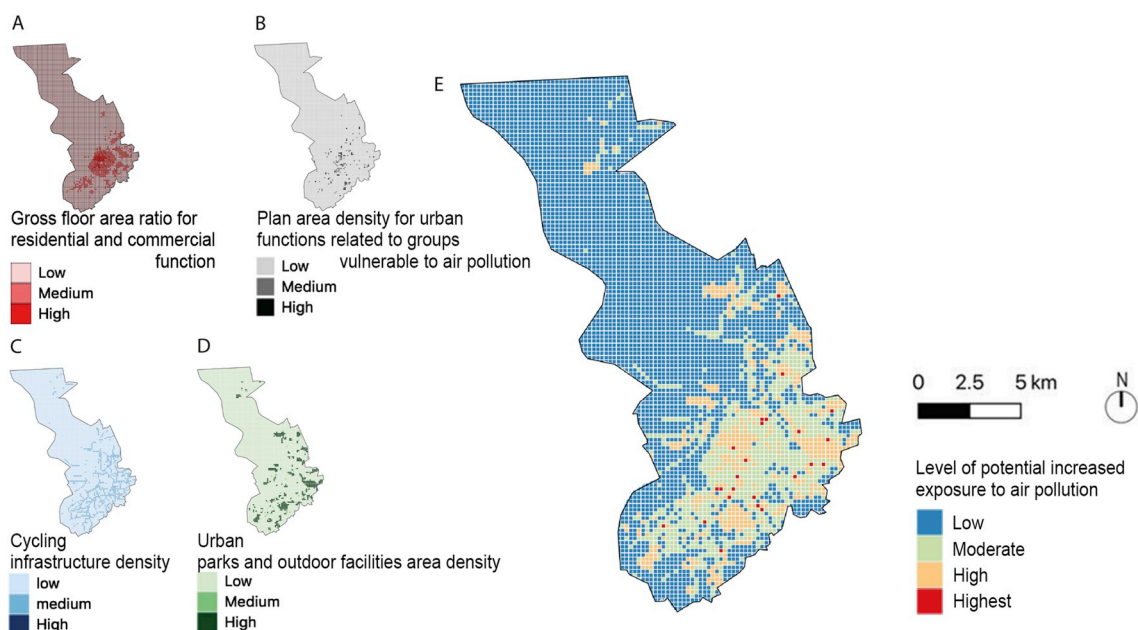 A
B
E
Gross floor area ratio for
residential and commercial
function
Low
Medium
High
Plan area density for urban
functions related to groups
vulnerable to air pollution
Low
Medium
High
C
D
Cycling
infrastructure density
low
medium
High
Urban
parks and outdoor facilities area density
Low
Medium
High
0 2.5 5 km
N
Level of potential increased
exposure to air pollution
Low
Moderate
High
Highest